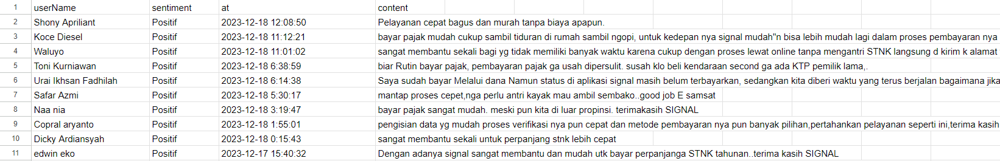 1 userName sentiment at content
2 Shony Apriliant Positif 2023-12-18 12:08:50 Pelayanan cepat bagus dan murah tanpa biaya apapun.
3 Koce Diesel Positif 2023-12-18 11:12:21 bayar pajak mudah cukup sambil tiduran di rumah sambil ngopi, untuk kedepan nya signal mudah"n bisa lebih mudah lagi dalam proses pembayaran nya
4 Waluyo Positif 2023-12-18 11:01:02 sangat membantu sekali bagi yg tidak memiliki banyak waktu karena cukup dengan proses lewat online tanpa mengantri STNK langsung d kirim k alamat
5 Toni Kurniawan Positif 2023-12-18 6:38:59 biar Rutin bayar pajak, pembayaran pajak ga usah dipersulit. susah klo beli kendaraan second ga ada KTP pemilik lama,.
6 Urai Ikhsan Fadhilah Positif 2023-12-18 6:14:38 Saya sudah bayar Melalui dana Namun status di aplikasi signal masih belum terbayarkan, sedangkan kita diberi waktu yang terus berjalan bagaimana jika
7 Safar Azmi Positif 2023-12-18 5:30:17 mantap proses cepet,nga perlu antri kayak mau ambil sembako..good job E samsat
8 Naa nia Positif 2023-12-18 3:19:47 bayar pajak sangat mudah. meski pun kita di luar propinsi. terimakasih SIGNAL
9 Copral aryanto Positif 2023-12-18 1:55:01 pengisian data yg mudah proses verifikasi nya pun cepat dan metode pembayaran nya pun banyak pilihan,pertahankan pelayanan seperti ini,terima kasih
10 Dicky Ardiansyah Positif 2023-12-18 0:15:43 sangat membantu sekali untuk perpanjang stnk lebih cepat
11 edwin eko Positif 2023-12-17 15:40:32 Dengan adanya signal sangat membantu dan mudah utk bayar perpanjanga STNK tahunan..terima kasih SIGNAL